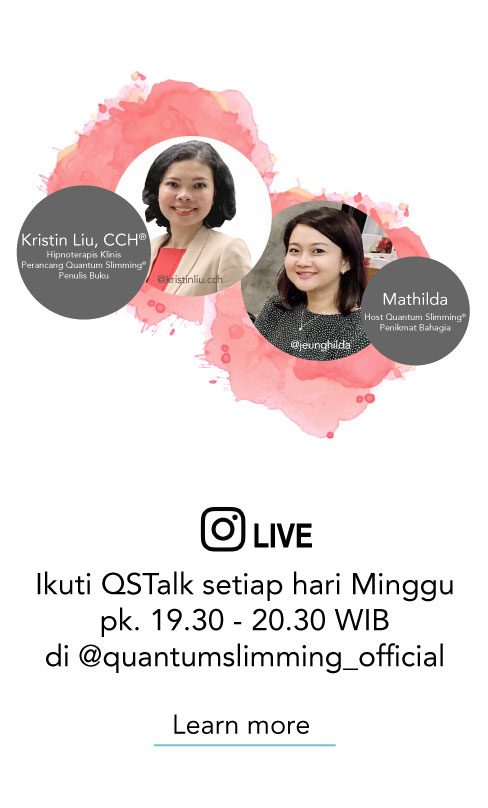 Kristin Liu, CCH®
Hipnoterapis Klinis
Perancang Quantum Slimming®
Penulis Buku
@kristinliu.cch
Mathilda
Host Quantum Slimming®
Penikmat Bahagia
@jeunghilda
LIVE
Ikuti QSTalk setiap hari Minggu
pk. 19.30 - 20.30 WIB
di @quantumslimming_official
Learn more